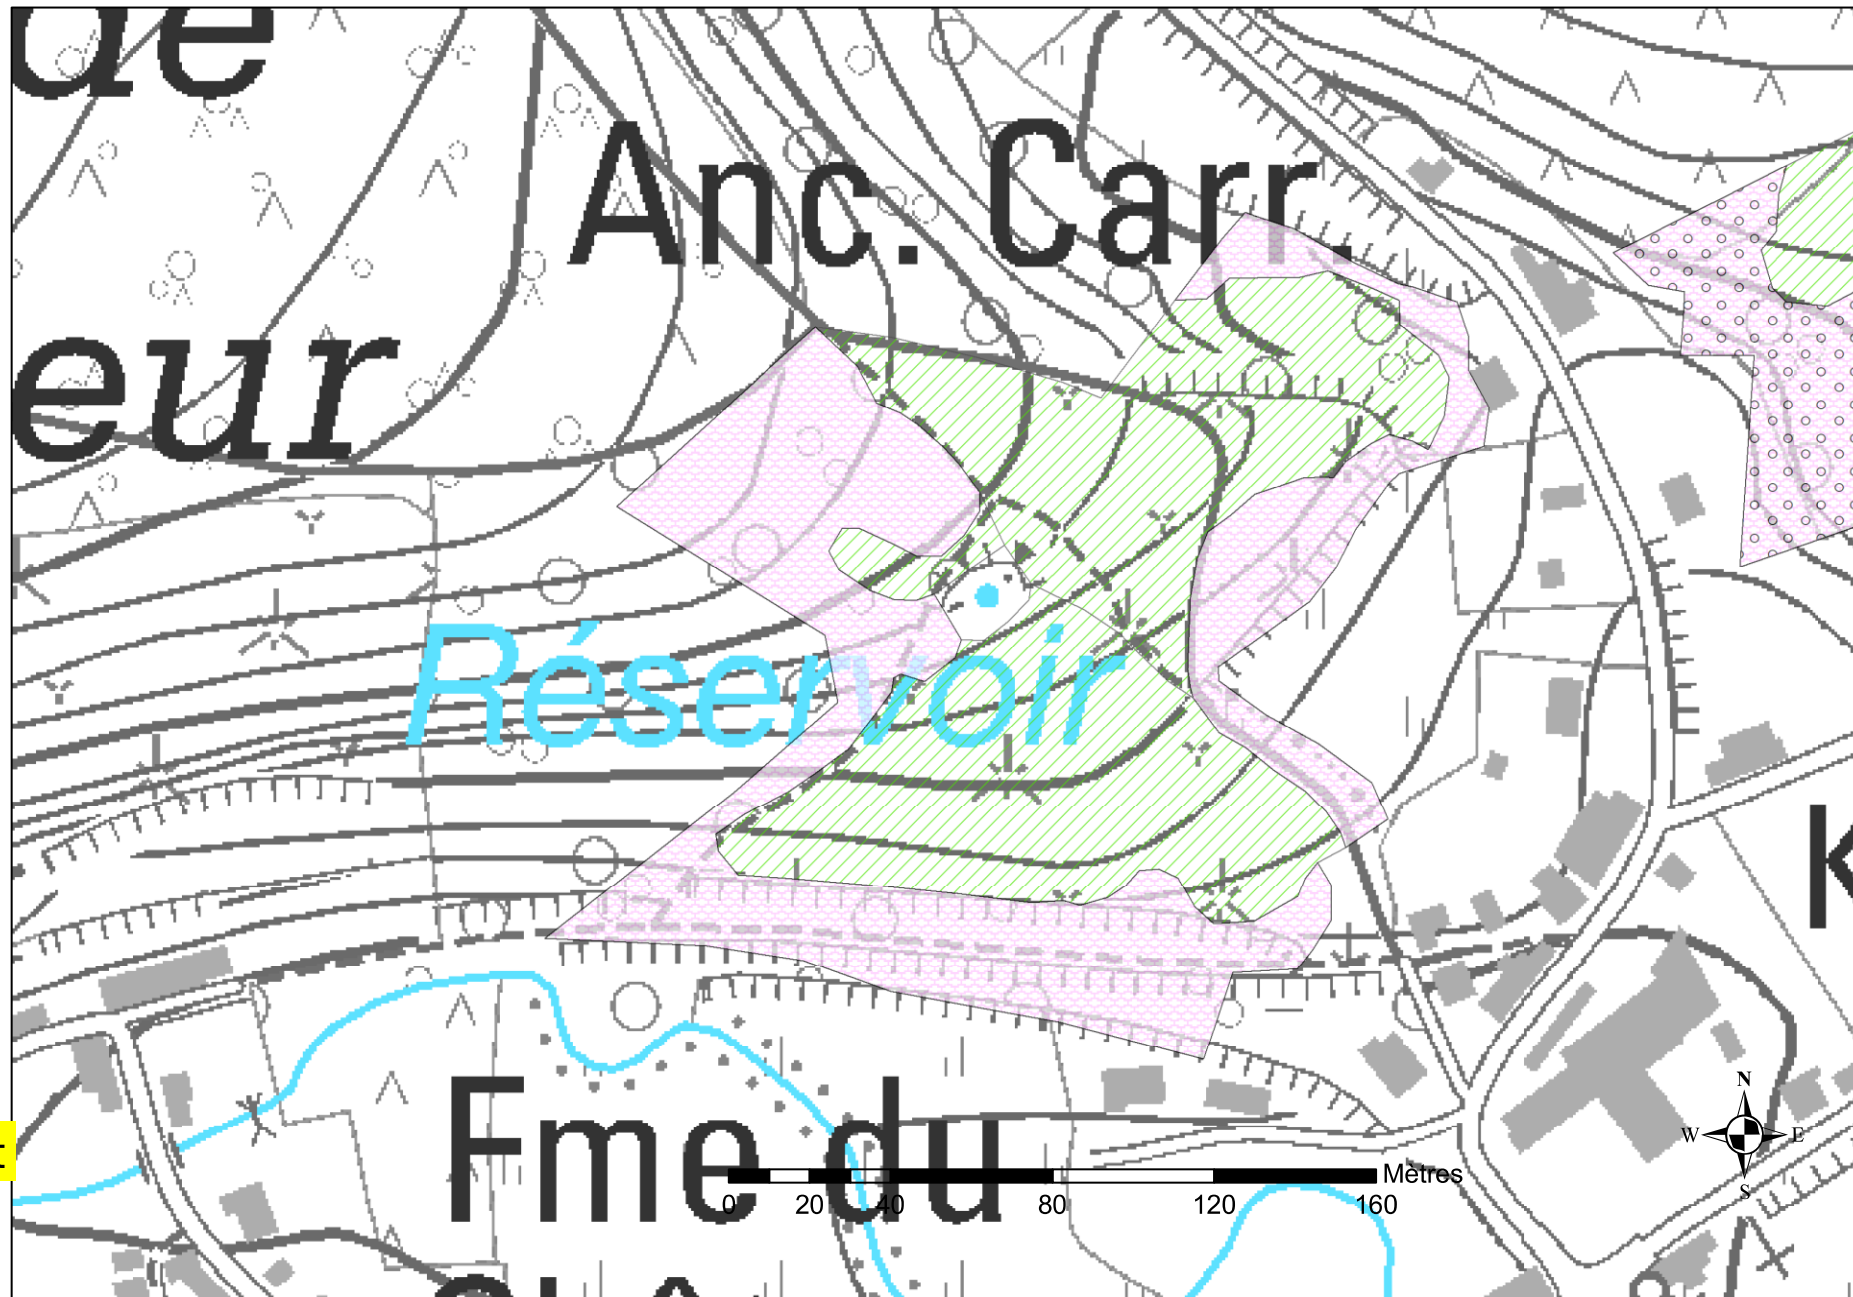 de
Anc. Carr.
eur
Réservoir
Fme du
N
W E
S
Mètres
0 20 40 80 120 160